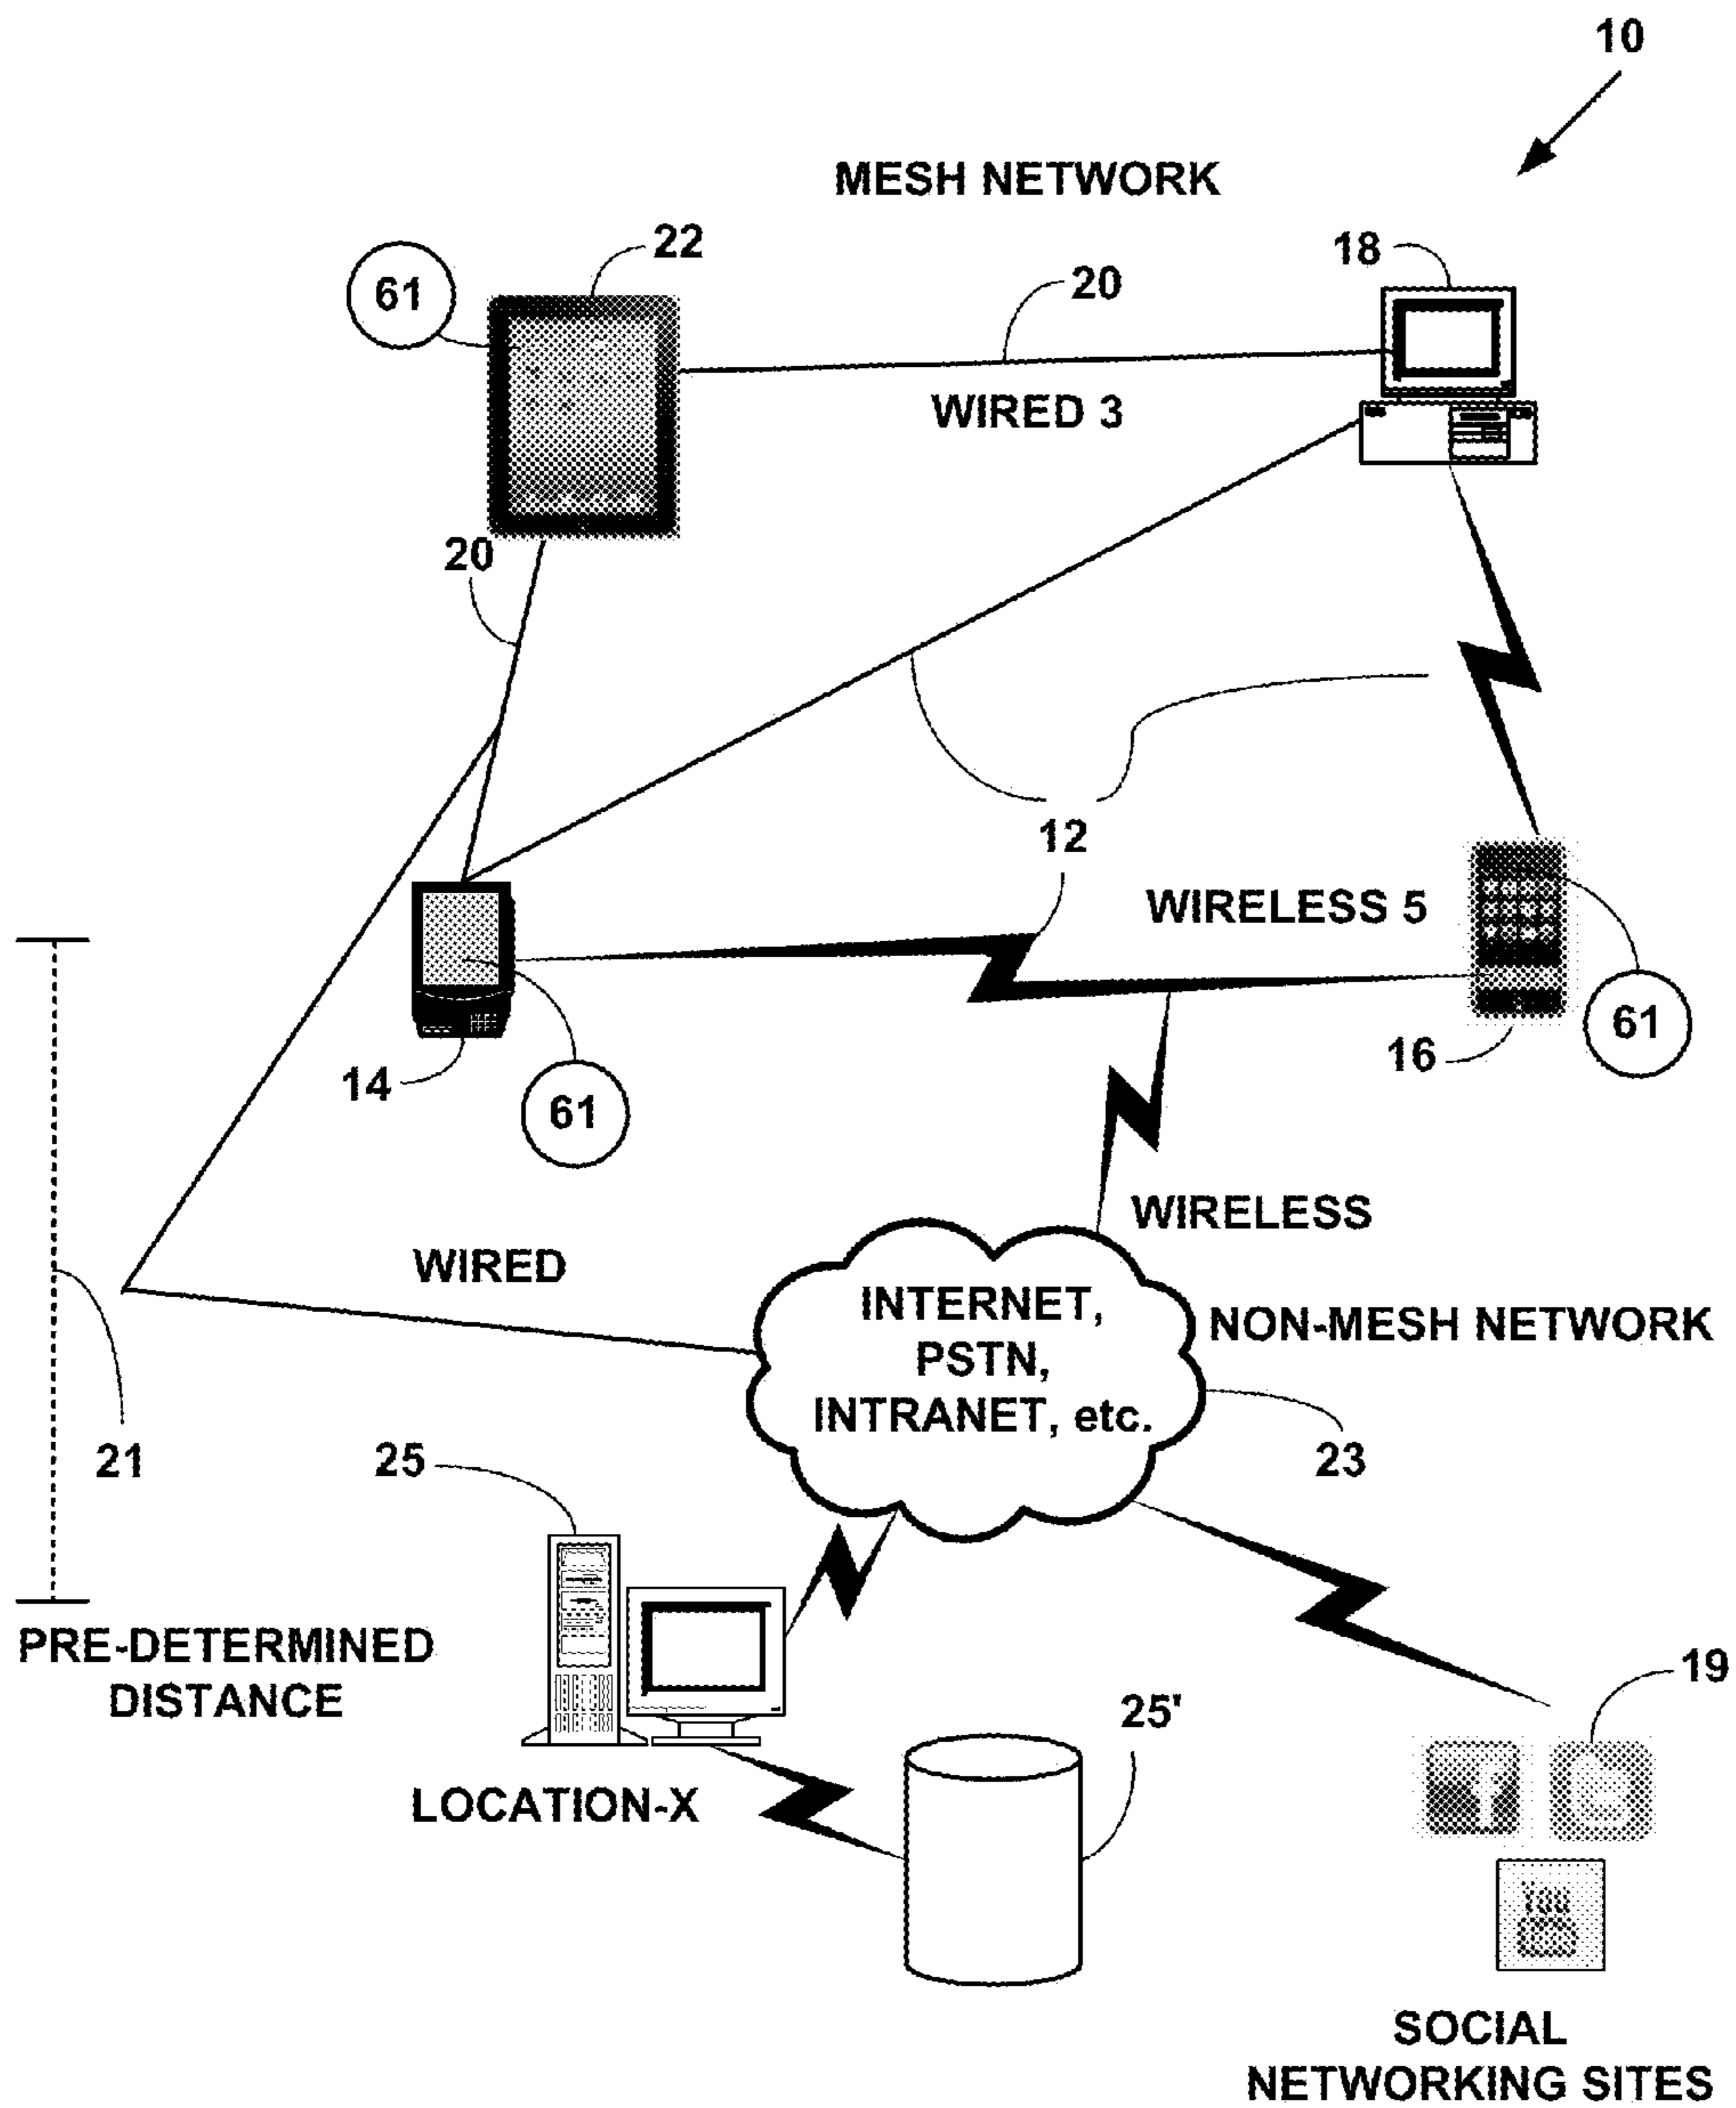 10
MESH NETWORK
22
18
61
20
WIRED 3
20
12
WIRELESS 5
61
16
14
61
WIRELESS
WIRED
INTERNET,
PSTN,
INTRANET, etc.
NON-MESH NETWORK
21
25
23
PRE-DETERMINED
DISTANCE
19
25'
LOCATION-X
f
You
SOCIAL
NETWORKING SITES